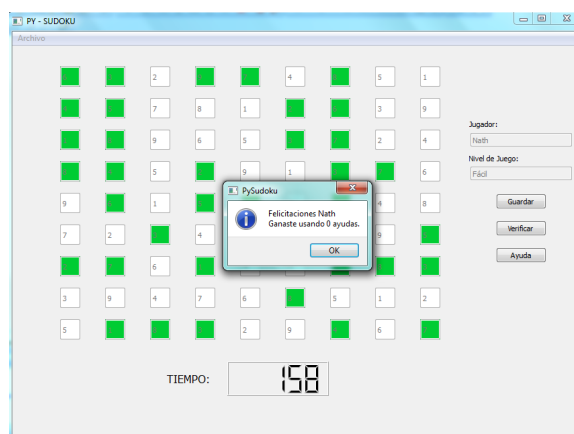 PY - SUDOKU
Archivo
2 4 5 1
7 8 1 3 9
9 6 5 2 4
5 9 1 6
9 1 4 8
7 2 4 9
6
3 9 4 7 6 5 1 2
5 2 9 6
Jugador:
Nath
Nivel de Juego:
Fácil
Guardar
Verificar
Ayuda
PySudoku
Felicitaciones Nath
Ganaste usando 0 ayudas.
OK
TIEMPO: 158